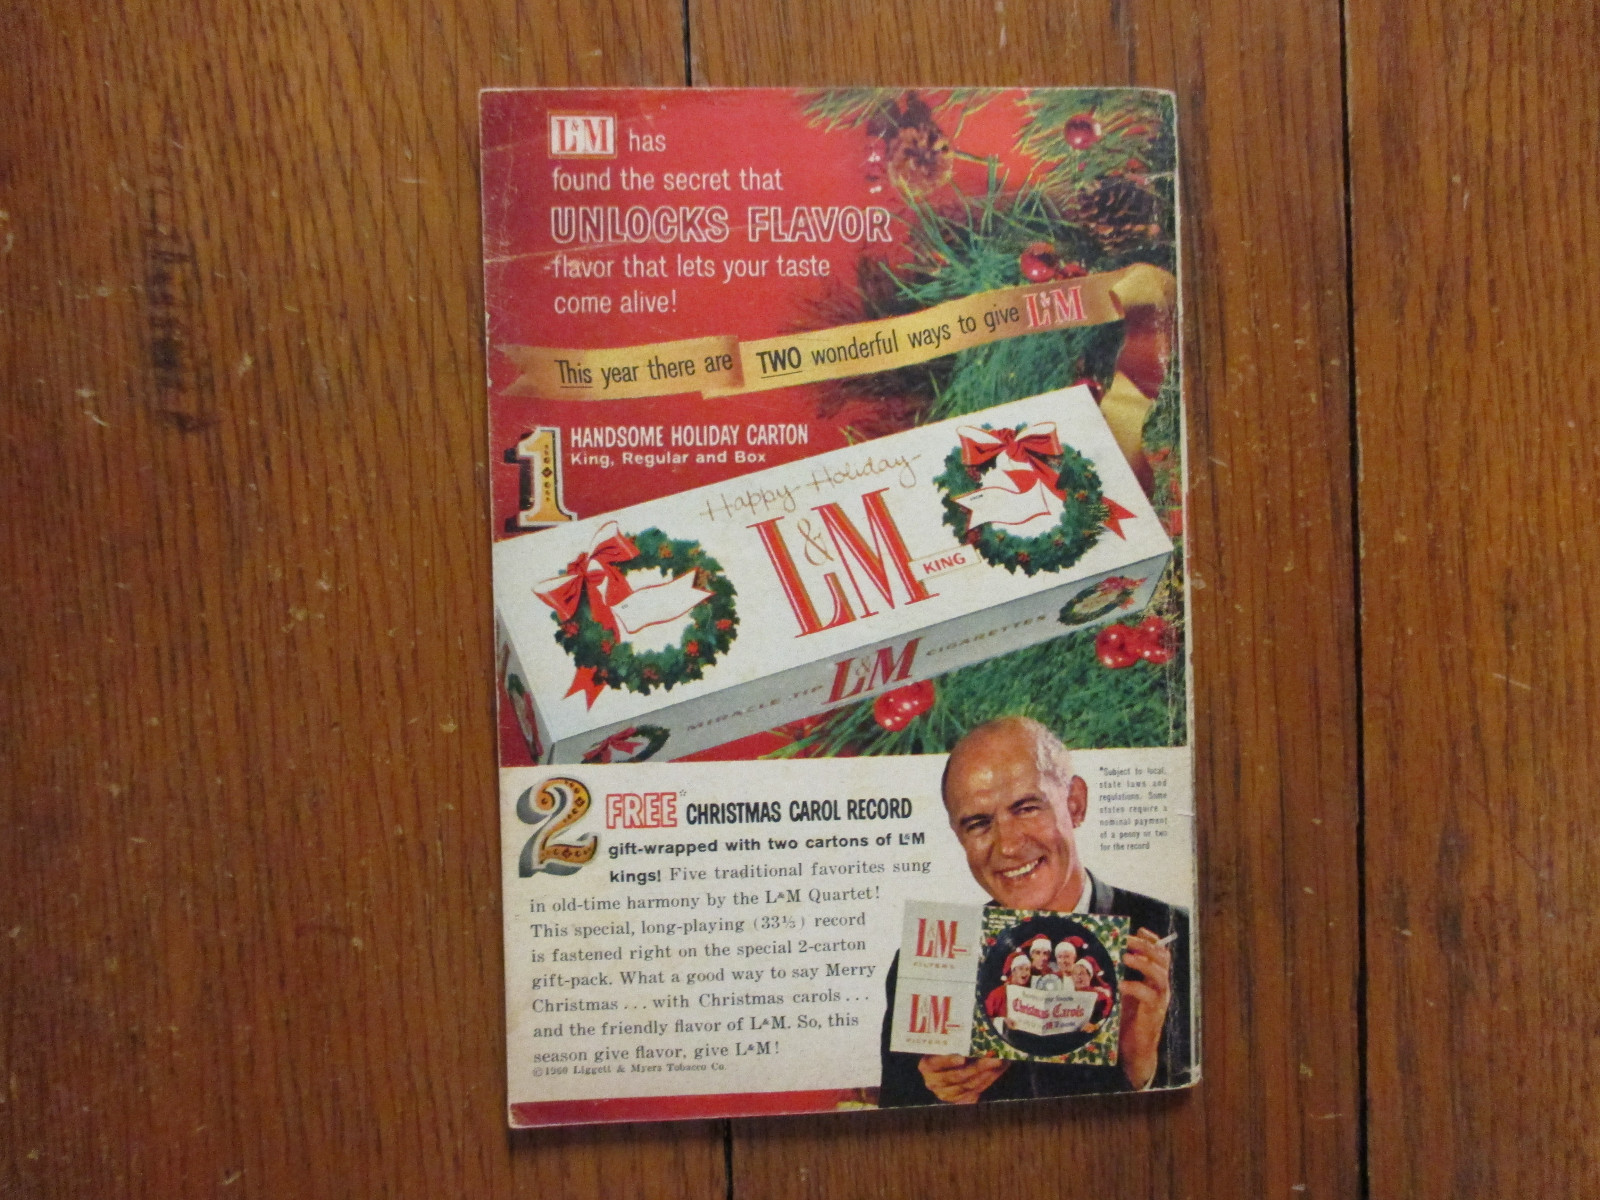 L&M has
found the secret that
UNLOCKS FLAVOR
flavor that lets your taste
come alive!
This year there are TWO wonderful ways to give L&M
1 HANDSOME HOLIDAY CARTON
King, Regular and Box
Happy Holiday
L&M
KING
MIRACLE TIP L&M CIGARETTES
2 FREE* CHRISTMAS CAROL RECORD
gift-wrapped with two cartons of L&M
kings! Five traditional favorites sung
in old-time harmony by the L&M Quartet!
This special, long-playing (33⅓) record
is fastened right on the special 2-carton
gift-pack. What a good way to say Merry
Christmas ... with Christmas carols ...
and the friendly flavor of L&M. So, this
season give flavor, give L&M!
©1960 Liggett & Myers Tobacco Co.
*Subject to local,
state laws and
regulations. Some
states require a
nominal payment
of a penny or two
for the record
L&M
FILTERS
L&M
FILTERS
Christmas Carols